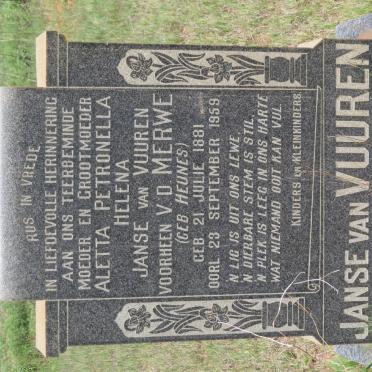 RUS IN VREDE
IN LIEFDEVOLLE HERINNERING
AAN ONS TEERBEMINDE
MOEDER EN GROOTMOEDER
ALETTA PETRONELLA
HELENA
JANSE VAN VUUREN
VOORHEEN V.D. MERWE
(GEB HEUNES)
GEB 21 JULIE 1881
OORL 23 SEPTEMBER 1959
'N LIG IS UIT ONS LEWE,
'N DIERBARE STEM IS STIL,
'N PLEK IS LEEG IN ONS HARTE
WAT NIEMAND OOIT KAN VUL
KINDERS EN KLEINKINDERS
JANSE VAN VUUREN